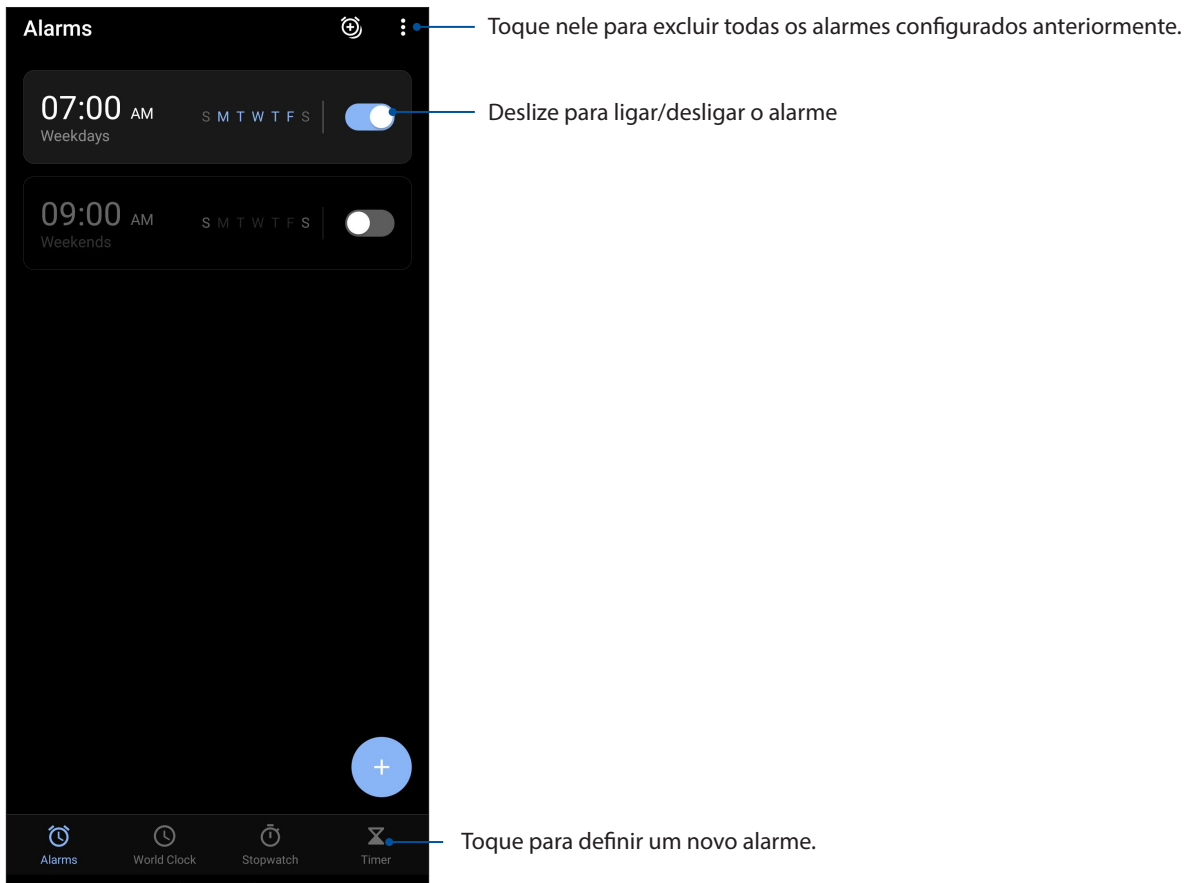 Alarms
Toque nele para excluir todas os alarmes configurados anteriormente.
07:00 AM S M T W T F S
Weekdays
Deslize para ligar/desligar o alarme
09:00 AM S M T W T F S
Weekends
+
Toque para definir um novo alarme.
Alarms World Clock Stopwatch Timer